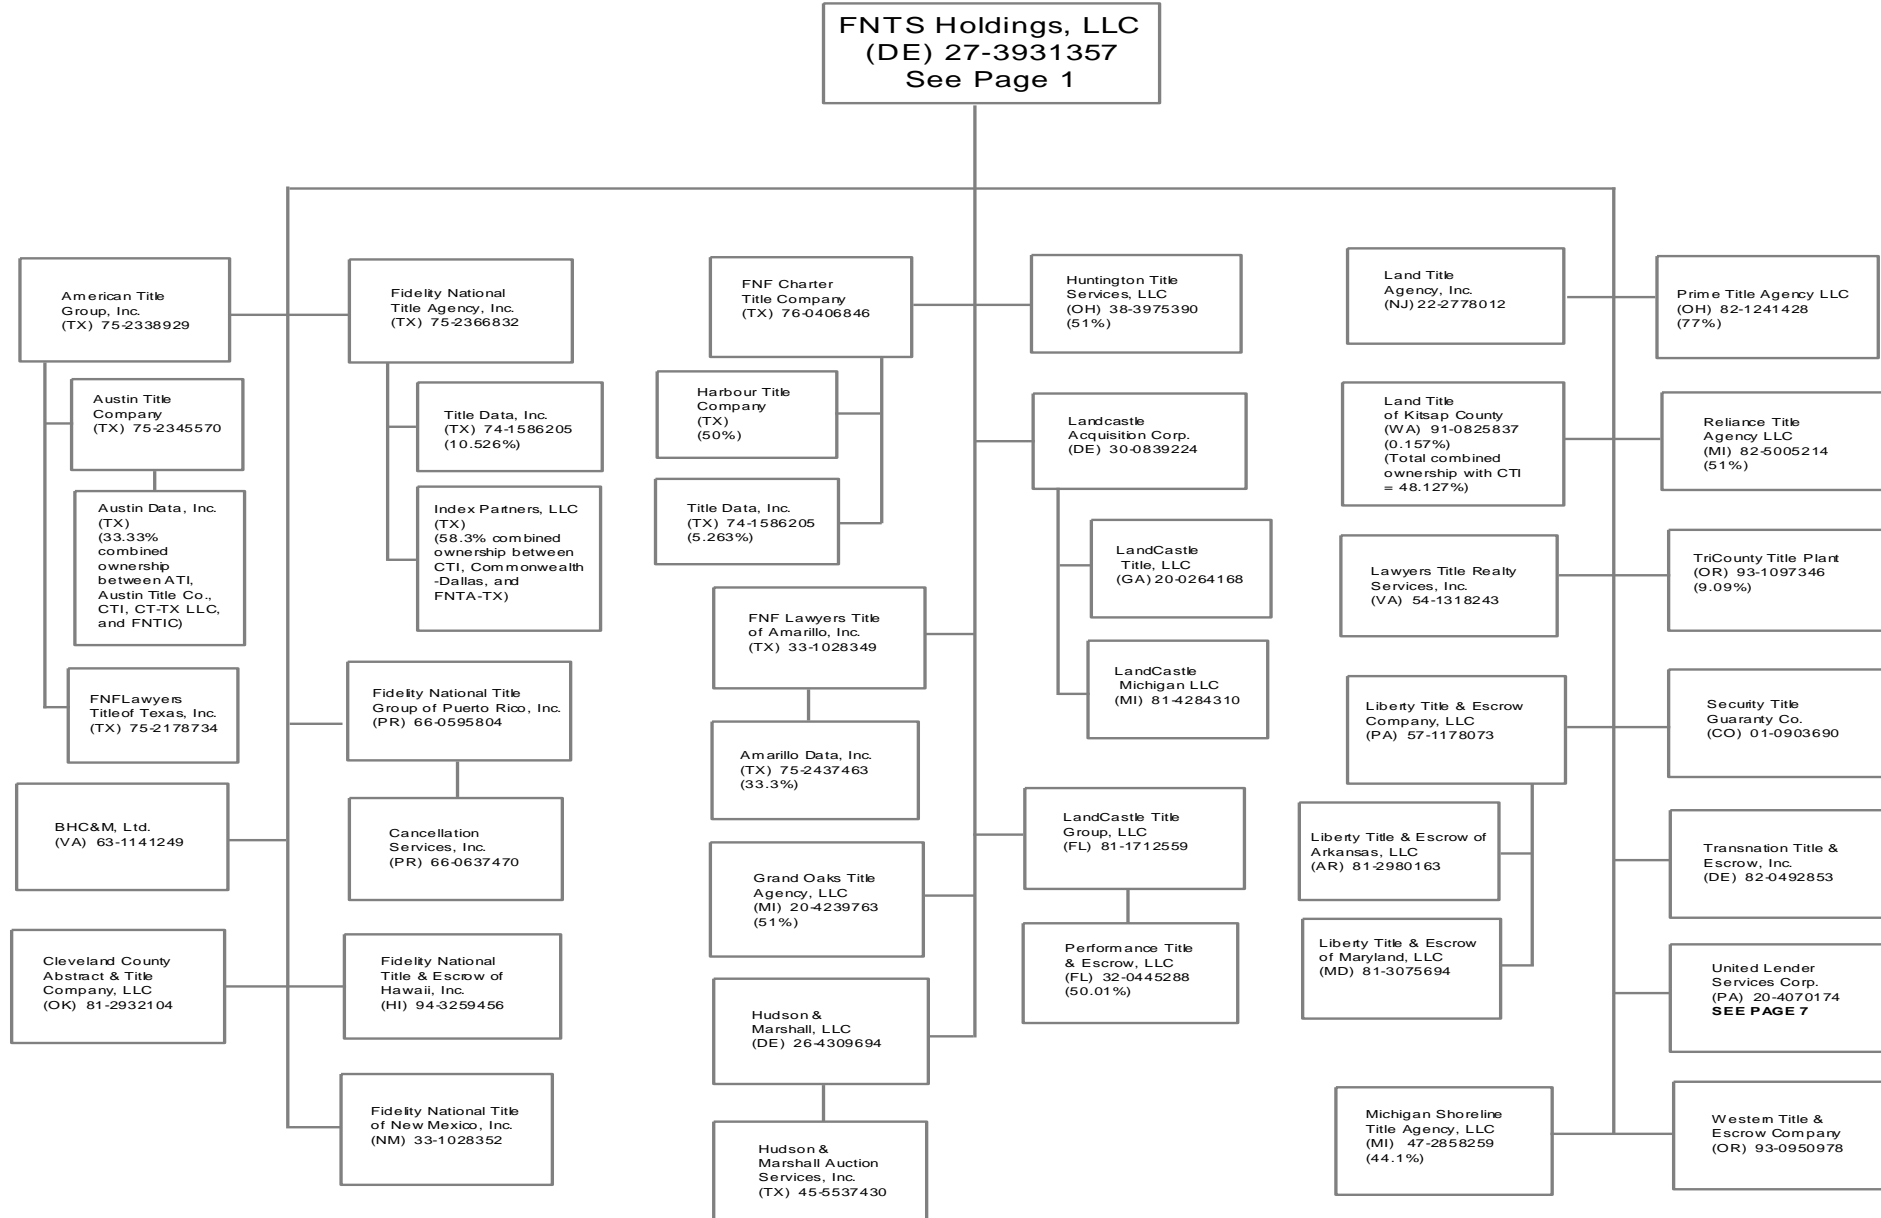 FNTS Holdings, LLC
(DE) 27-3931357
See Page 1
American Title
Group, Inc.
(TX) 75-2338929
Fidelity National
Title Agency, Inc.
(TX) 75-2366832
FNF Charter
Title Company
(TX) 76-0406846
Huntington Title
Services, LLC
(OH) 38-3975390
(51%)
Land Title
Agency, Inc.
(NJ) 22-2778012
Prime Title Agency LLC
(OH) 82-1241428
(77%)
Austin Title
Company
(TX) 75-2345570
Title Data, Inc.
(TX) 74-1586205
(10.526%)
Harbour Title
Company
(TX)
(50%)
Landcastle
Acquisition Corp.
(DE) 30-0839224
Land Title
of Kitsap County
(WA) 91-0825837
(0.157%)
(Total combined
ownership with CTI
= 48.127%)
Reliance Title
Agency LLC
(MI) 82-5005214
(51%)
Austin Data, Inc.
(TX)
(33.33%
combined
ownership
between ATI,
Austin Title Co.,
CTI, CT-TX LLC,
and FNTIC)
Index Partners, LLC
(TX)
(58.3% combined
ownership between
CTI, Commonwealth
-Dallas, and
FNTA-TX)
Title Data, Inc.
(TX) 74-1586205
(5.263%)
LandCastle
Title, LLC
(GA) 20-0264168
Lawyers Title Realty
Services, Inc.
(VA) 54-1318243
TriCounty Title Plant
(OR) 93-1097346
(9.09%)
FNF Lawyers Title
of Amarillo, Inc.
(TX) 33-1028349
LandCastle
Michigan LLC
(MI) 81-4284310
FNFLawyers
Titleof Texas, Inc.
(TX) 75-2178734
Fidelity National Title
Group of Puerto Rico, Inc.
(PR) 66-0595804
Liberty Title & Escrow
Company, LLC
(PA) 57-1178073
Security Title
Guaranty Co.
(CO) 01-0903690
Amarillo Data, Inc.
(TX) 75-2437463
(33.3%)
BHC&M, Ltd.
(VA) 63-1141249
Cancellation
Services, Inc.
(PR) 66-0637470
LandCastle Title
Group, LLC
(FL) 81-1712559
Liberty Title & Escrow of
Arkansas, LLC
(AR) 81-2980163
Transnation Title &
Escrow, Inc.
(DE) 82-0492853
Grand Oaks Title
Agency, LLC
(MI) 20-4239763
(51%)
Cleveland County
Abstract & Title
Company, LLC
(OK) 81-2932104
Fidelity National
Title & Escrow of
Hawaii, Inc.
(HI) 94-3259456
Performance Title
& Escrow, LLC
(FL) 32-0445288
(50.01%)
Liberty Title & Escrow
of Maryland, LLC
(MD) 81-3075694
United Lender
Services Corp.
(PA) 20-4070174
SEE PAGE 7
Hudson &
Marshall, LLC
(DE) 26-4309694
Fidelity National Title
of New Mexico, Inc.
(NM) 33-1028352
Hudson &
Marshall Auction
Services, Inc.
(TX) 45-5537430
Michigan Shoreline
Title Agency, LLC
(MI) 47-2858259
(44.1%)
Western Title &
Escrow Company
(OR) 93-0950978